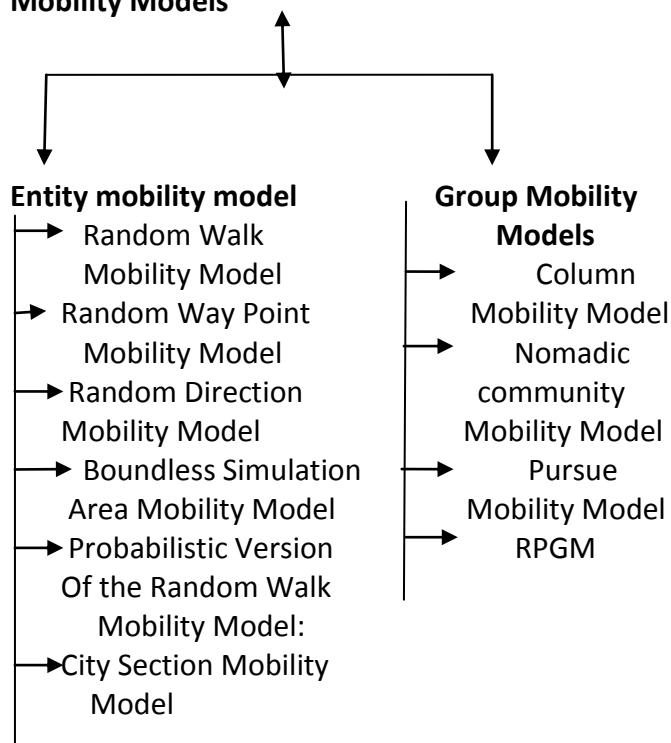 Mobility Models
Entity mobility model
Random Walk
Mobility Model
Random Way Point
Mobility Model
Random Direction
Mobility Model
Boundless Simulation
Area Mobility Model
Probabilistic Version
Of the Random Walk
Mobility Model:
City Section Mobility
Model
Group Mobility
Models
Column
Mobility Model
Nomadic
community
Mobility Model
Pursue
Mobility Model
RPGM